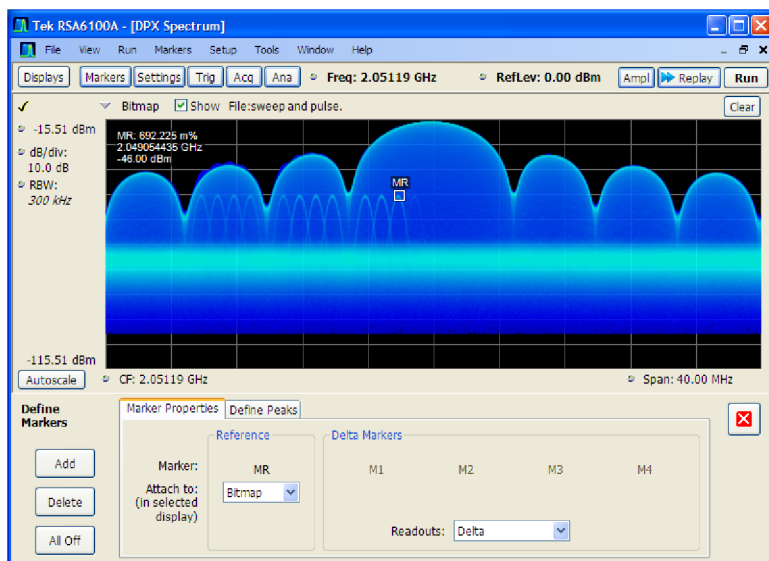 Tek RSA6100A - [DPX Spectrum]
File View Run Markers Setup Tools Window Help
Displays Markers Settings Trig Acq Ana Freq: 2.05119 GHz RefLev: 0.00 dBm Ampl Replay Run
Bitmap Show File:sweep and pulse. Clear
-15.51 dBm
dB/div:
10.0 dB
RBW:
300 kHz
MR: 692.225 m%
2.049054435 GHz
-46.00 dBm
MR
-115.51 dBm
Autoscale CF: 2.05119 GHz Span: 40.00 MHz
Define
Markers
Add
Delete
All Off
Marker Properties Define Peaks
Reference Delta Markers
Marker: MR M1 M2 M3 M4
Attach to:
(in selected
display)
Bitmap
Readouts: Delta